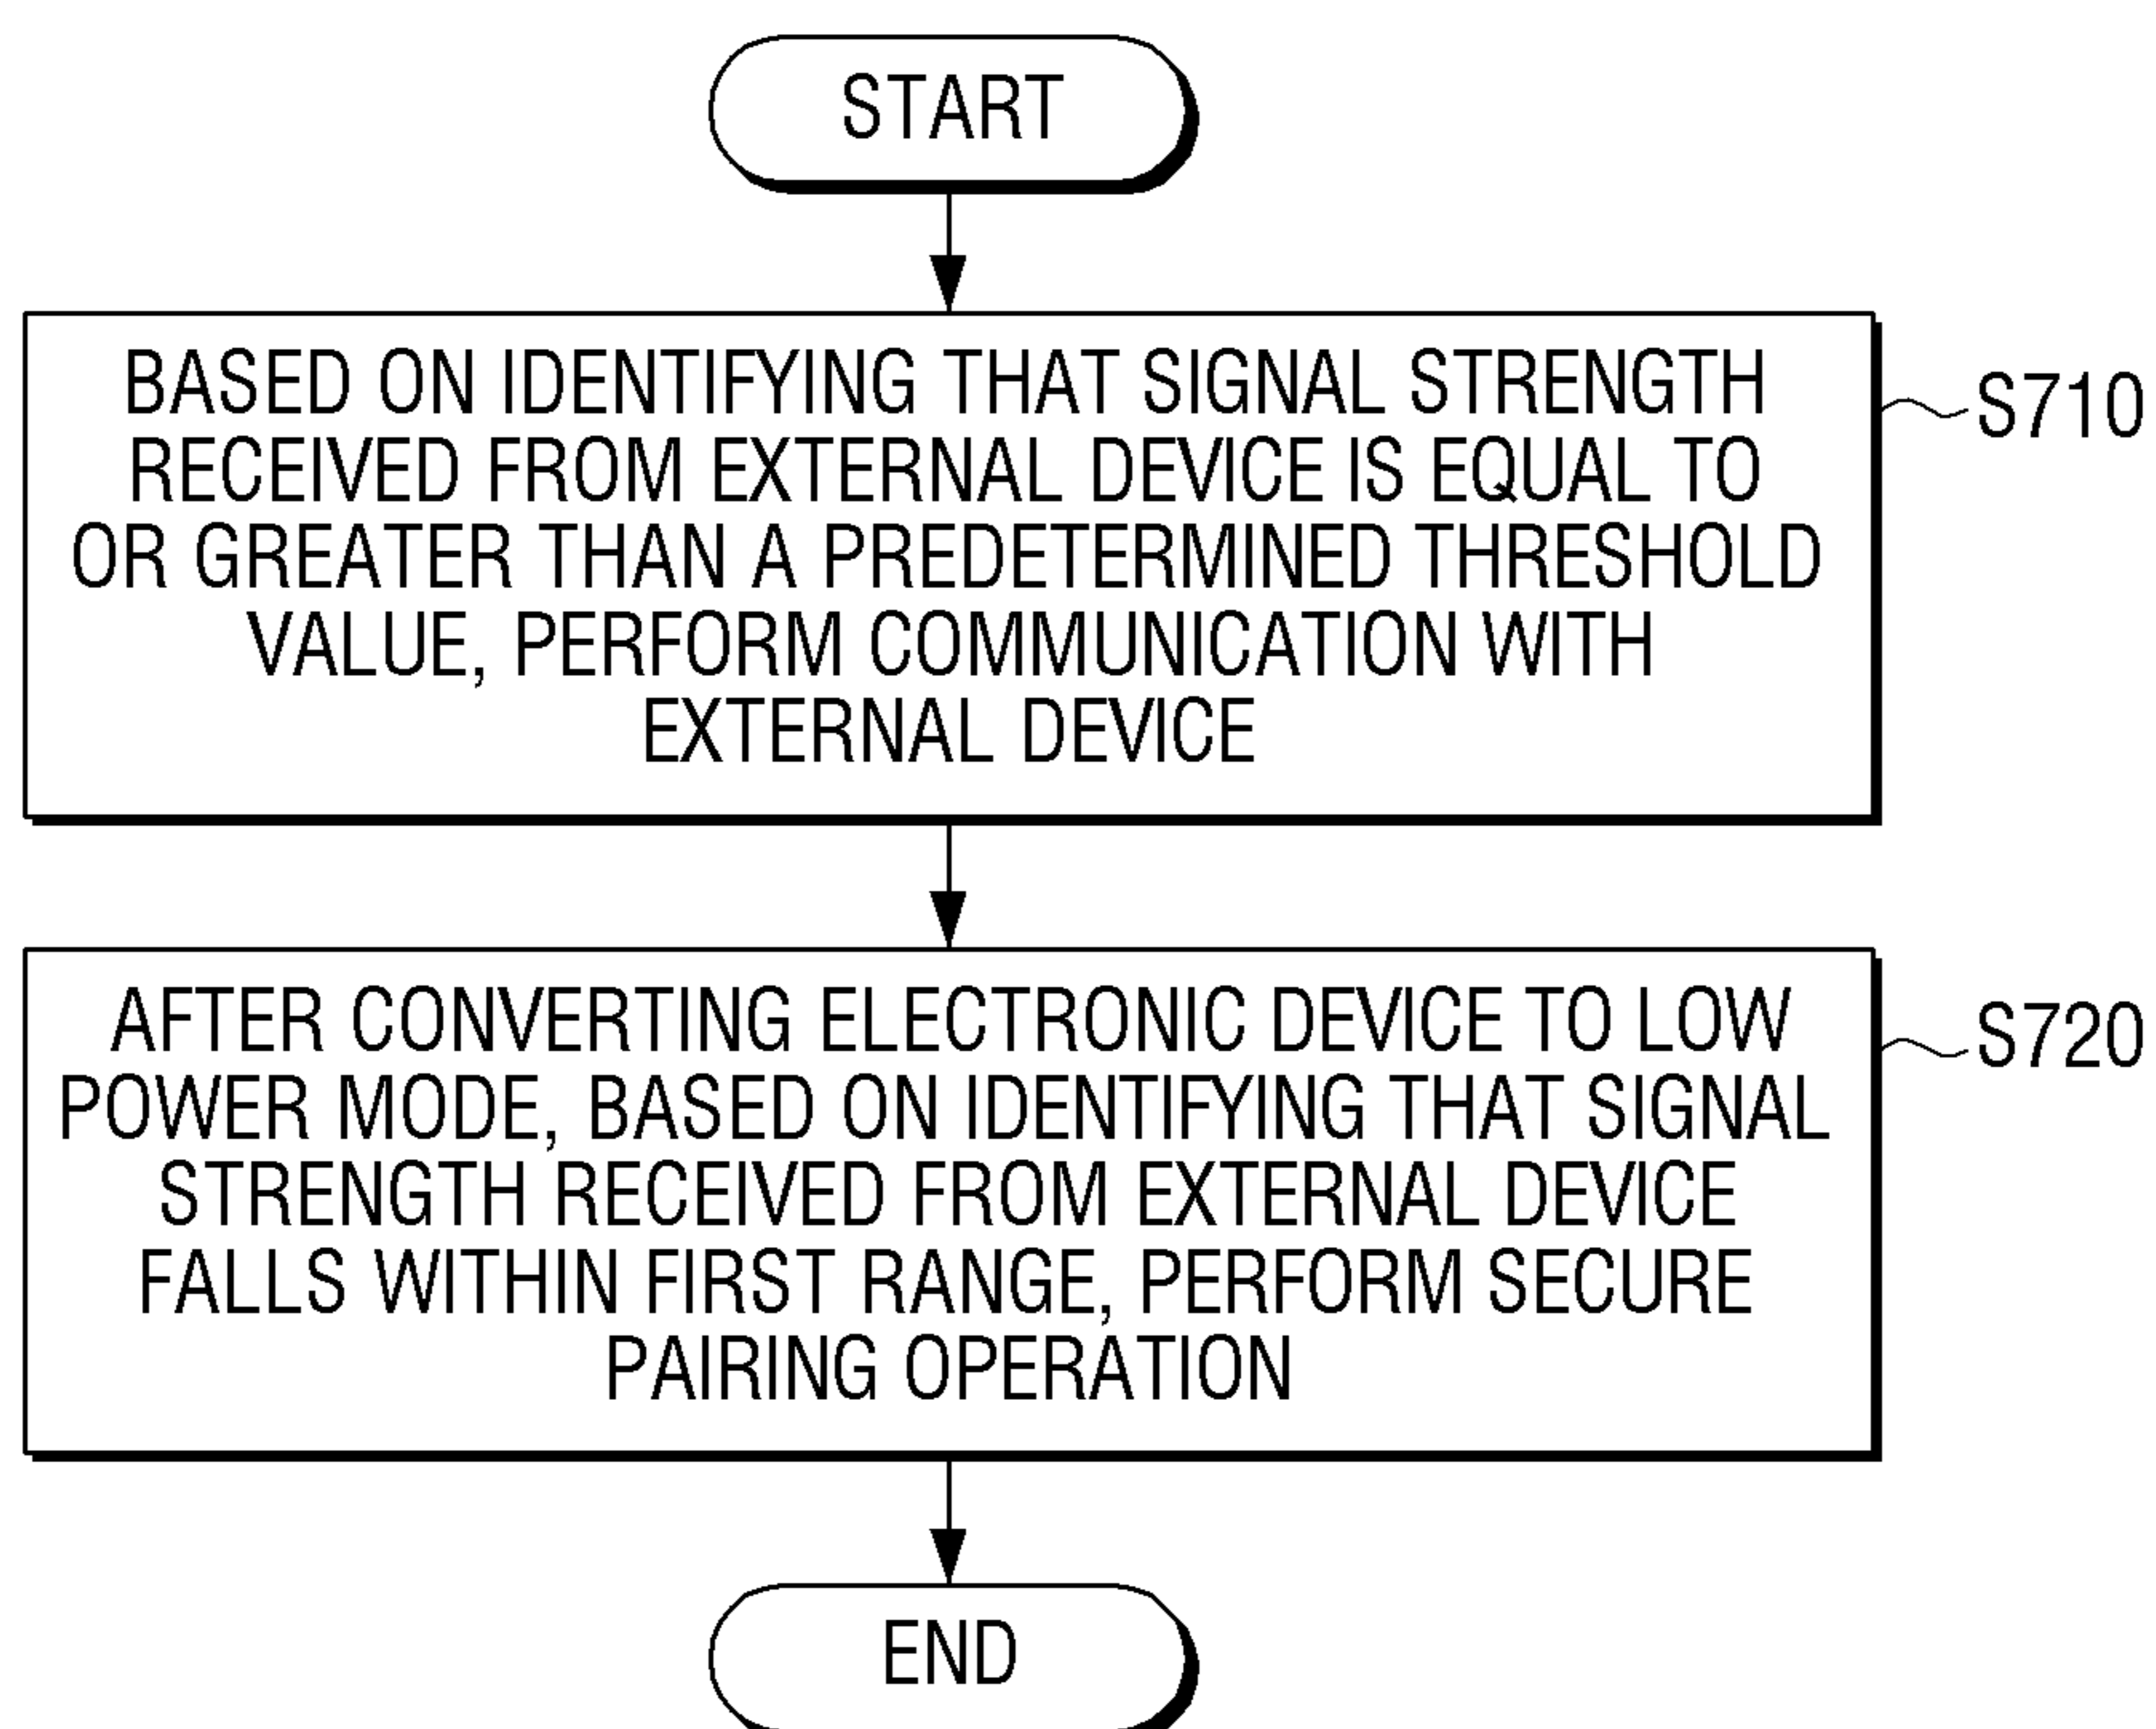 START
BASED ON IDENTIFYING THAT SIGNAL STRENGTH
RECEIVED FROM EXTERNAL DEVICE IS EQUAL TO
OR GREATER THAN A PREDETERMINED THRESHOLD
VALUE, PERFORM COMMUNICATION WITH
EXTERNAL DEVICE
S710
AFTER CONVERTING ELECTRONIC DEVICE TO LOW
POWER MODE, BASED ON IDENTIFYING THAT SIGNAL
STRENGTH RECEIVED FROM EXTERNAL DEVICE
FALLS WITHIN FIRST RANGE, PERFORM SECURE
PAIRING OPERATION
S720
END